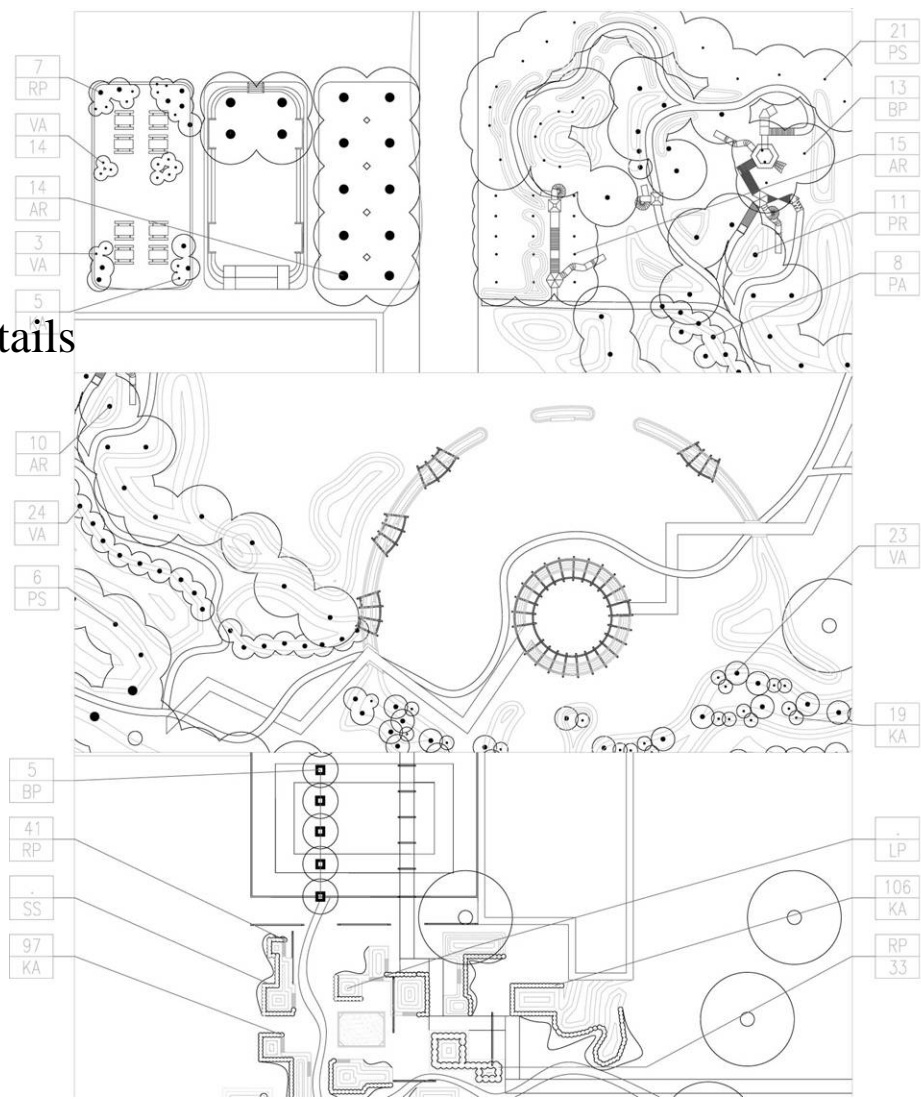 7
RP
VA
14
14
AR
3
VA
5
KA
tails
21
PS
13
BP
15
AR
11
PR
8
PA
10
AR
24
VA
6
PS
23
VA
19
KA
5
BP
41
RP
.
SS
97
KA
.
LP
106
KA
RP
33